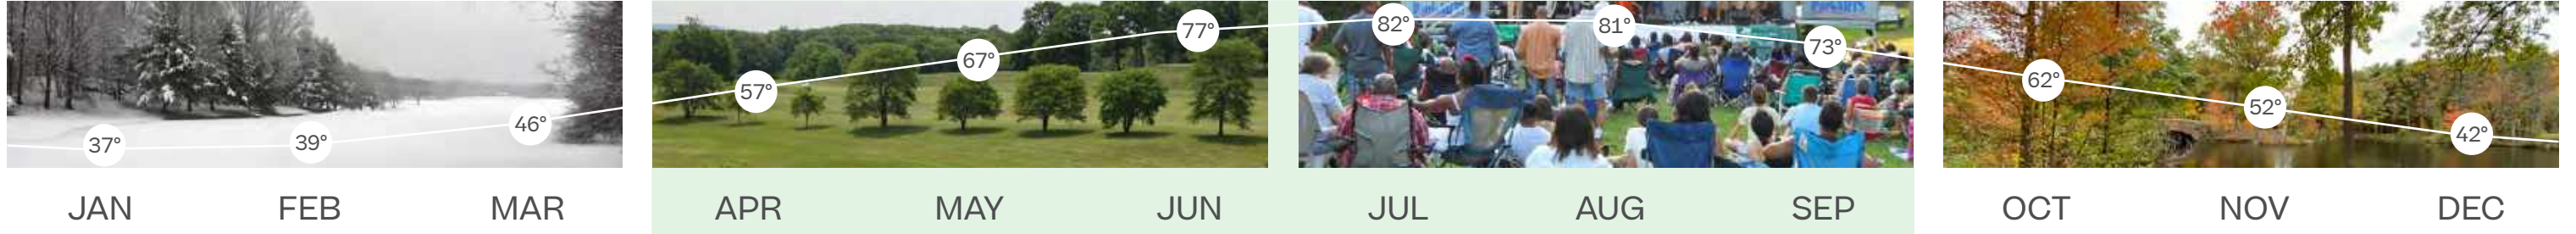 37° 39° 46° 57° 67° 77° 82° 81° 73° 62° 52° 42°
JAN FEB MAR APR MAY JUN JUL AUG SEP OCT NOV DEC